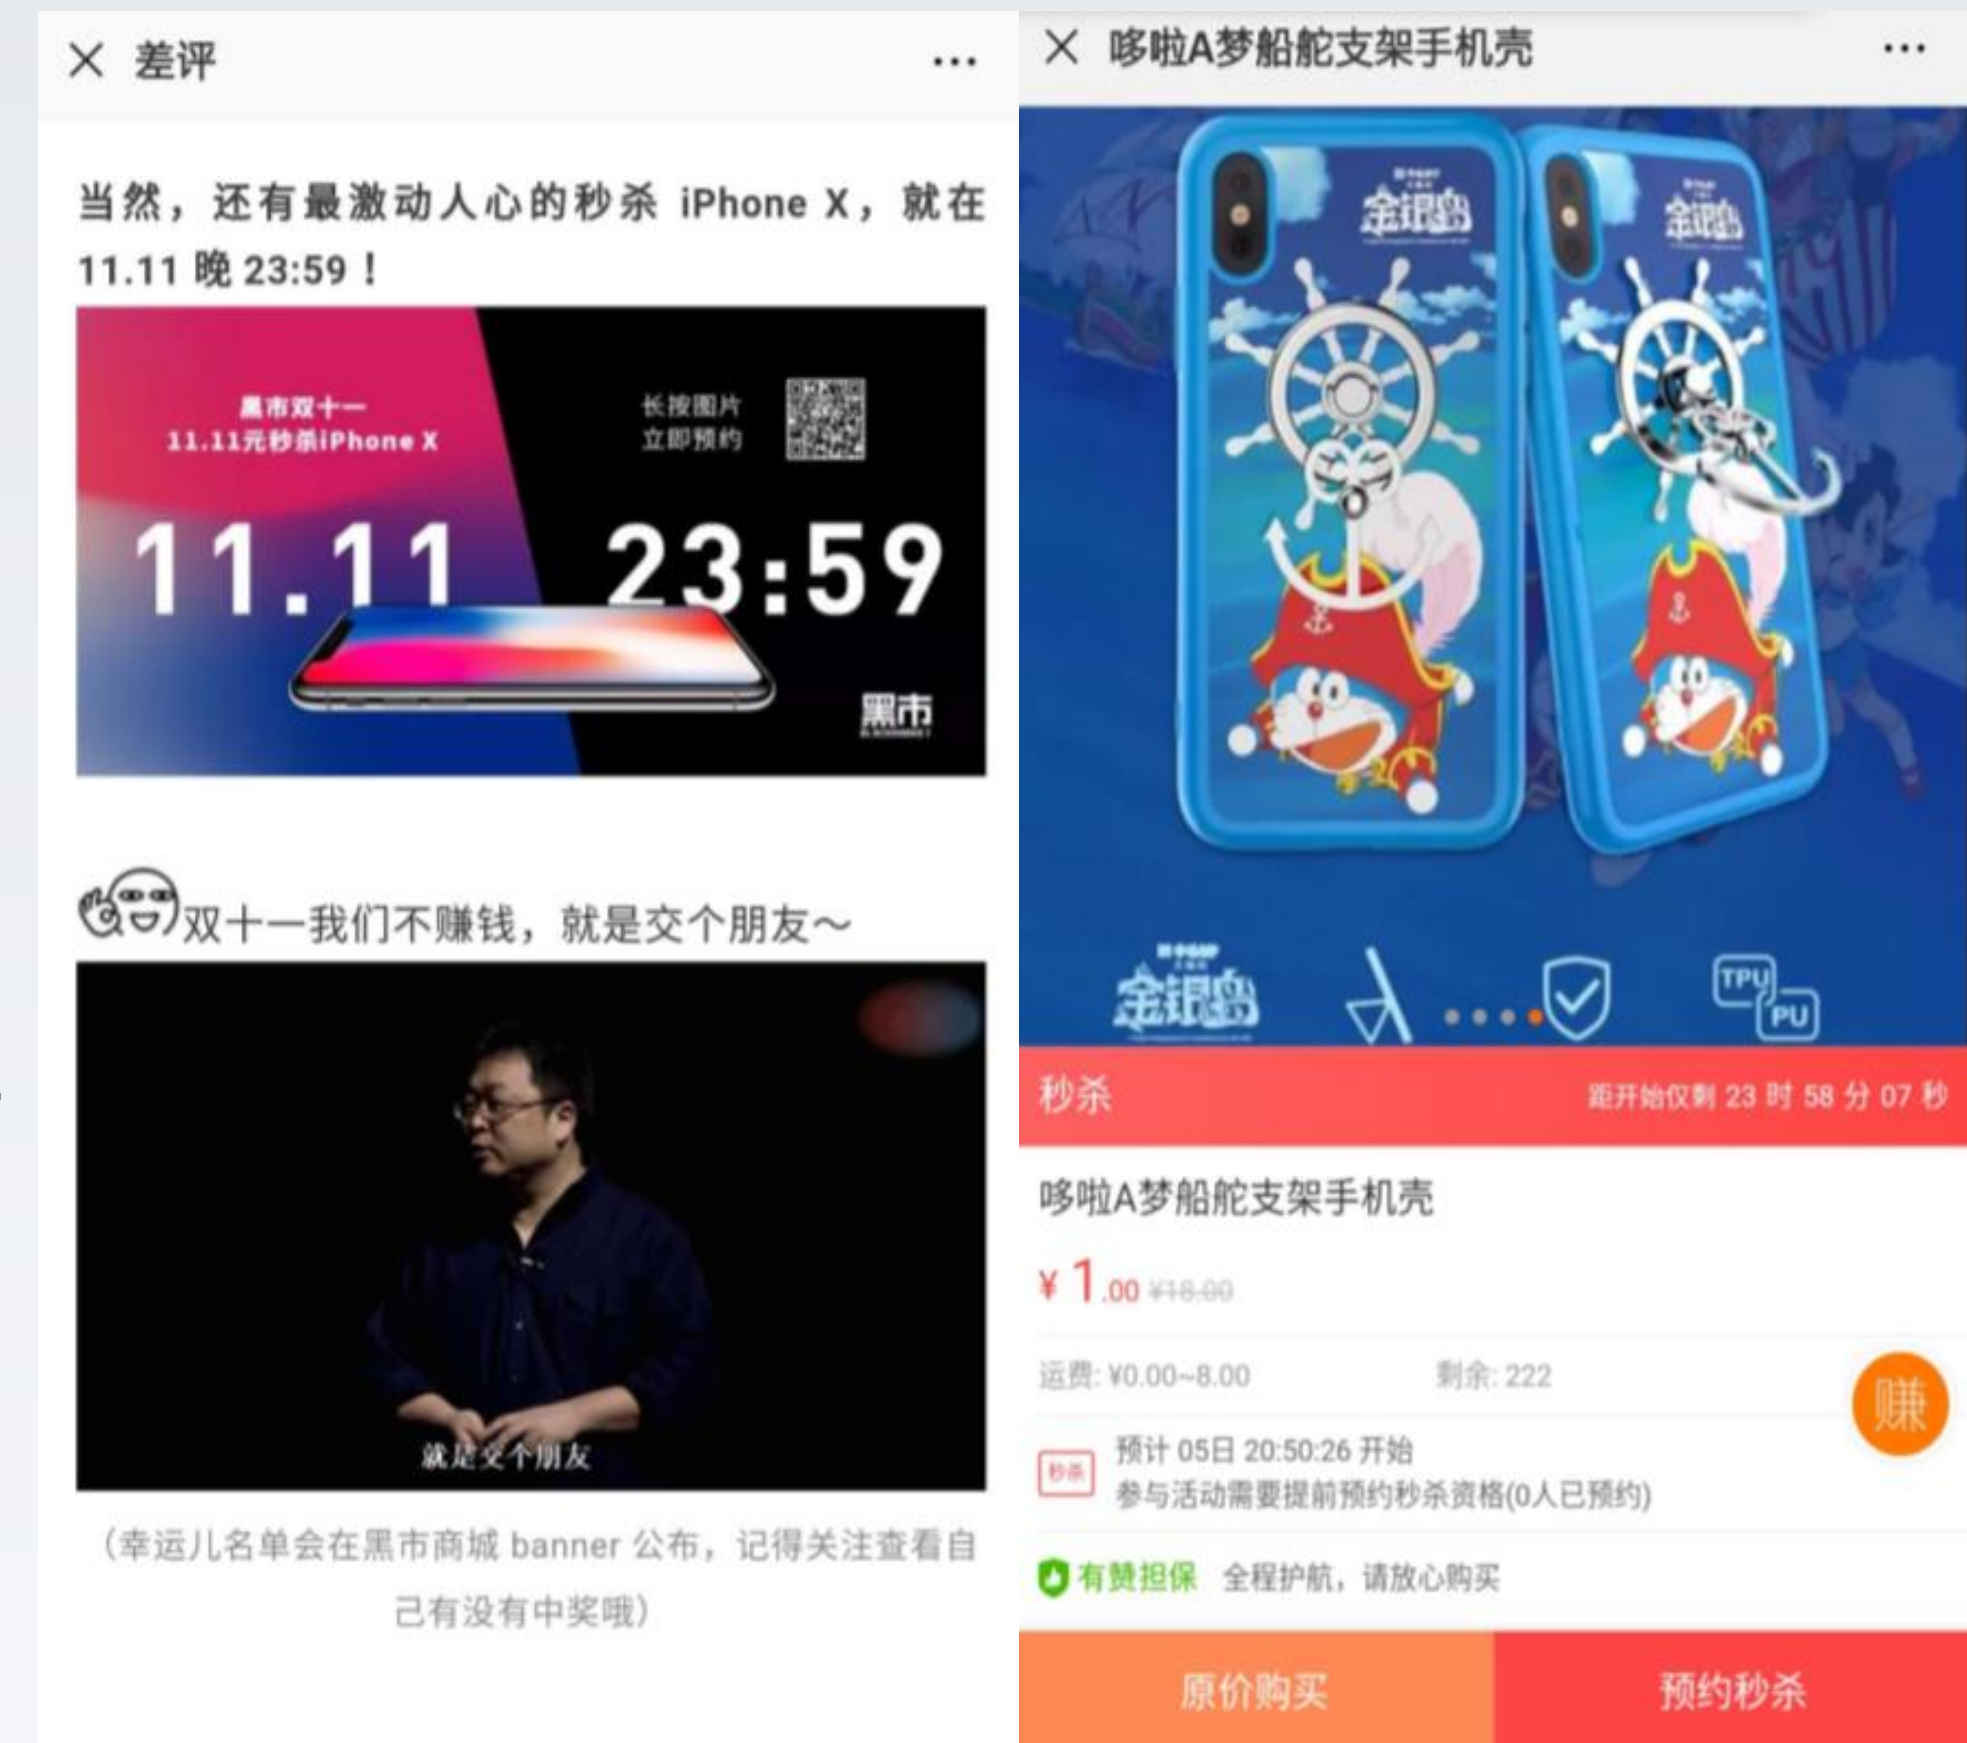 差评
...
当然，还有最激动人心的秒杀 iPhone X，就在
11.11 晚 23:59！
黑市双十一
11.11元秒杀iPhone X
长按图片
立即预约
11.11
23:59
黑市
双十一我们不赚钱，就是交个朋友～
就是交个朋友
（幸运儿名单会在黑市商城 banner 公布，记得关注查看自
己有没有中奖哦）
哆啦A梦船舵支架手机壳
...
金银岛
金银岛
金银岛
TPU
PU
秒杀
距开始仅剩 23 时 58 分 07 秒
哆啦A梦船舵支架手机壳
¥ 1.00 ¥18.00
运费: ¥0.00~8.00
剩余: 222
赚
秒杀
预计 05日 20:50:26 开始
参与活动需要提前预约秒杀资格(0人已预约)
有赞担保 全程护航，请放心购买
原价购买
预约秒杀